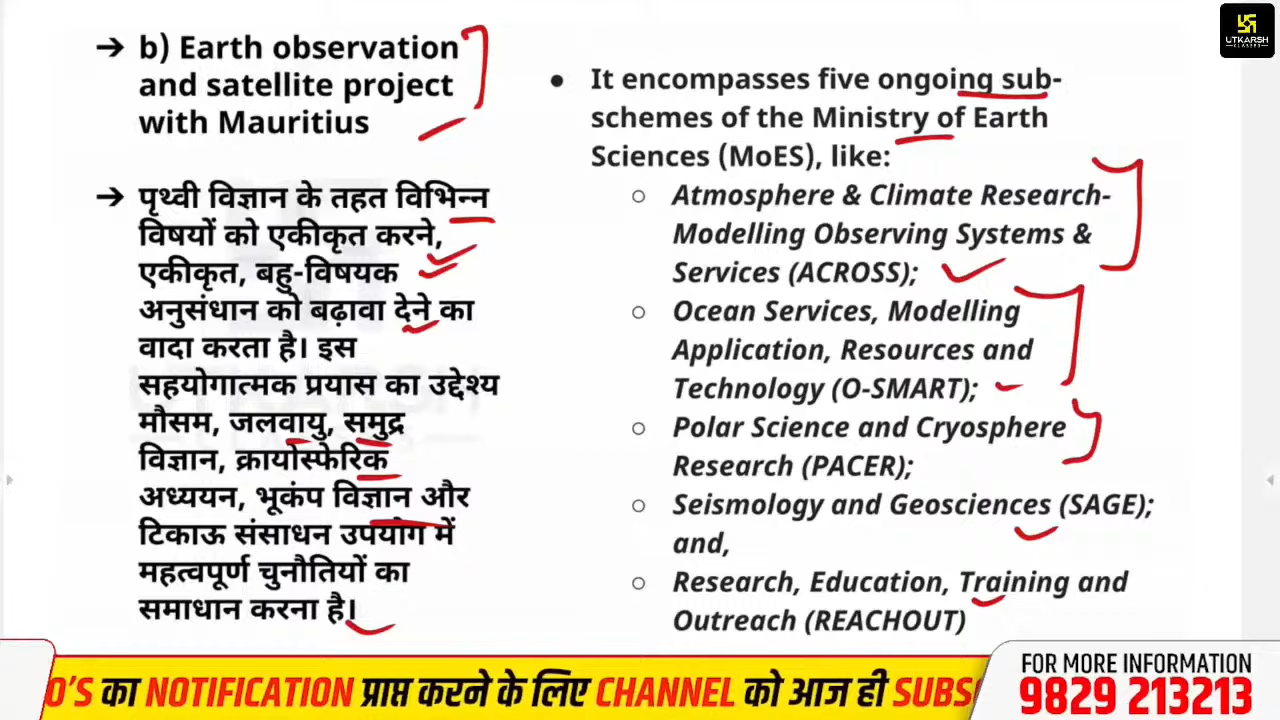 → b) Earth observation
and satellite project
with Mauritius
→ पृथ्वी विज्ञान के तहत विभिन्न
विषयों को एकीकृत करने,
एकीकृत, बहु-विषयक
अनुसंधान को बढ़ावा देने का
वादा करता है। इस
सहयोगात्मक प्रयास का उद्देश्य
मौसम, जलवायु, समुद्र
विज्ञान, क्रायोस्फेरिक
अध्ययन, भूकंप विज्ञान और
टिकाऊ संसाधन उपयोग में
महत्वपूर्ण चुनौतियों का
समाधान करना है।
● It encompasses five ongoing sub-
schemes of the Ministry of Earth
Sciences (MoES), like:
○ Atmosphere & Climate Research-
Modelling Observing Systems &
Services (ACROSS);
○ Ocean Services, Modelling
Application, Resources and
Technology (O-SMART);
○ Polar Science and Cryosphere
Research (PACER);
○ Seismology and Geosciences (SAGE);
and,
○ Research, Education, Training and
Outreach (REACHOUT)
UTKARSH
CLASSES
O'S का NOTIFICATION प्राप्त करने के लिए CHANNEL को आज ही SUBS
FOR MORE INFORMATION
9829 213213